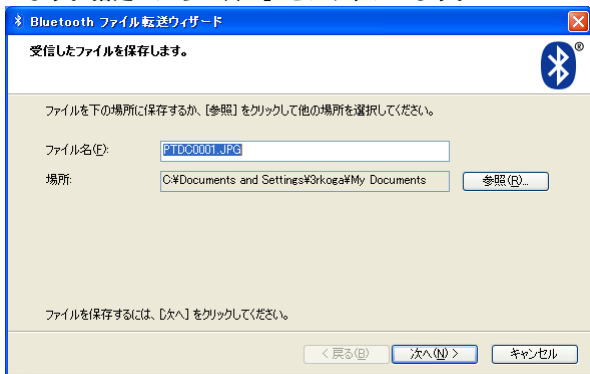 Bluetooth ファイル転送ウィザード
受信したファイルを保存します。
®
ファイルを下の場所に保存するか、[参照] をクリックして他の場所を選択してください。
ファイル名(F):
PTDC0001.JPG
場所:
C:¥Documents and Settings¥3rkoga¥My Documents
参照(R)...
ファイルを保存するには、[次へ] をクリックしてください。
< 戻る(B)
次へ(N) >
キャンセル